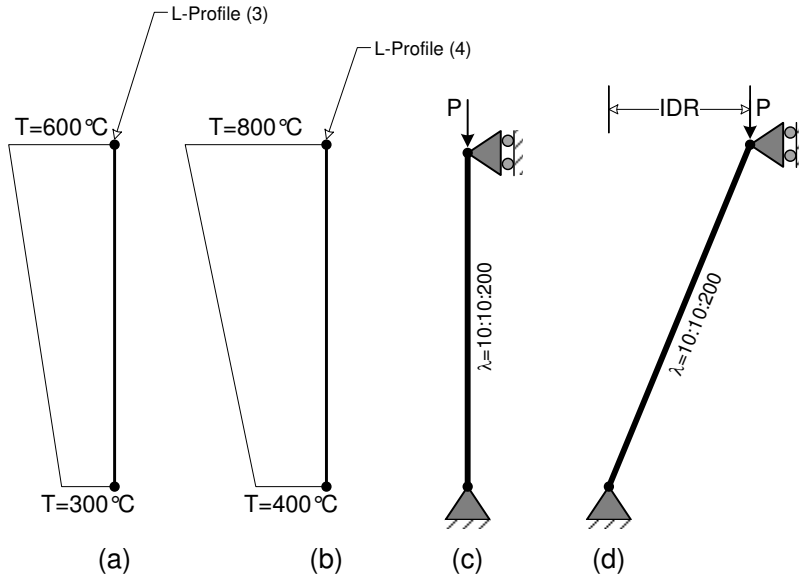 L-Profile (3)
L-Profile (4)
T=600°C
T=800°C
P
IDR
P
λ=10:10:200
λ=10:10:200
T=300°C
T=400°C
(a)
(b)
(c)
(d)